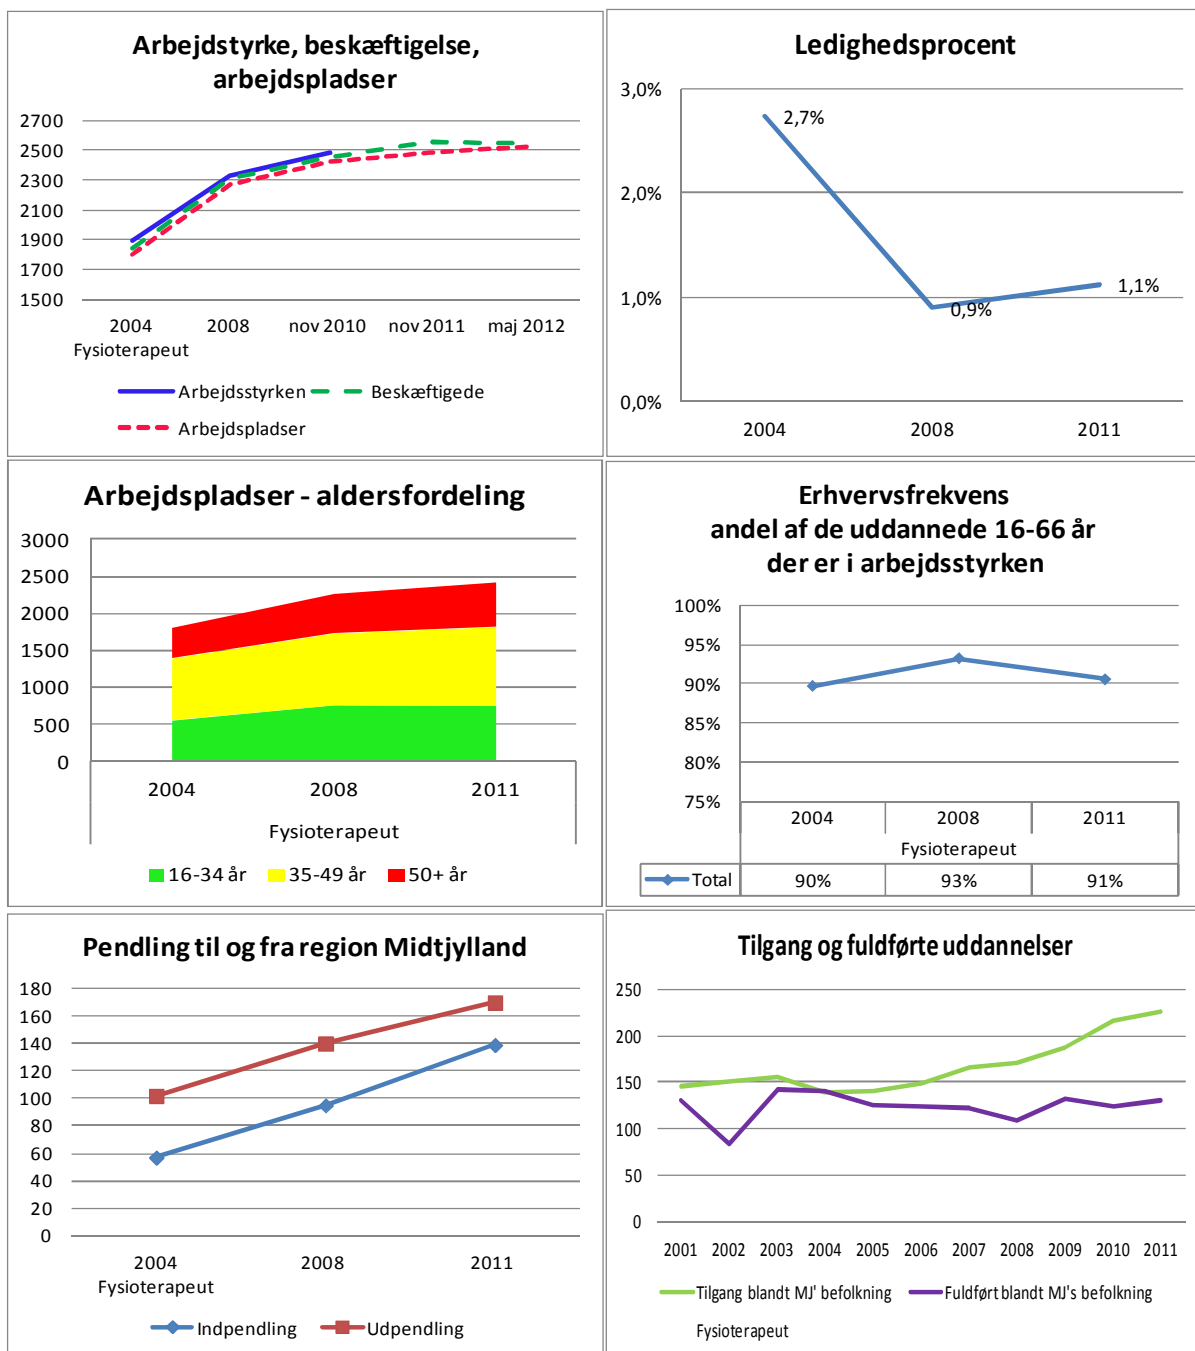 Arbejdstyrke, beskæftigelse,
arbejdspladser
2700
2500
2300
2100
1900
1700
1500
2004 2008 nov 2010 nov 2011 maj 2012
Fysioterapeut
Arbejdsstyrken Beskæftigede
Arbejdspladser
Ledighedsprocent
3,0%
2,0%
1,0%
0,0%
2,7%
0,9%
1,1%
2004 2008 2011
Arbejdspladser - aldersfordeling
3000
2500
2000
1500
1000
500
0
2004 2008 2011
Fysioterapeut
16-34 år 35-49 år 50+ år
Erhvervsfrekvens
andel af de uddannede 16-66 år
der er i arbejdsstyrken
100%
95%
90%
85%
80%
75%
2004 2008 2011
Fysioterapeut
Total 90% 93% 91%
Pendling til og fra region Midtjylland
180
160
140
120
100
80
60
40
20
0
2004 2008 2011
Fysioterapeut
Indpendling Udpendling
Tilgang og fuldførte uddannelser
250
200
150
100
50
0
2001 2002 2003 2004 2005 2006 2007 2008 2009 2010 2011
Tilgang blandt MJ' befolkning Fuldført blandt MJ's befolkning
Fysioterapeut